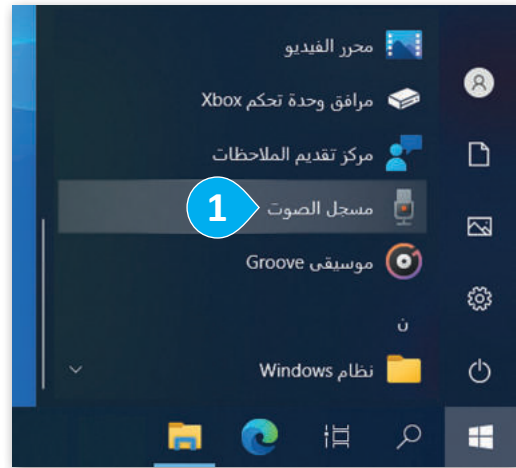 محرر الفيديو
مرافق وحدة تحكم Xbox
مركز تقديم الملاحظات
مسجل الصوت
1
موسيقى Groove
ن
نظام Windows